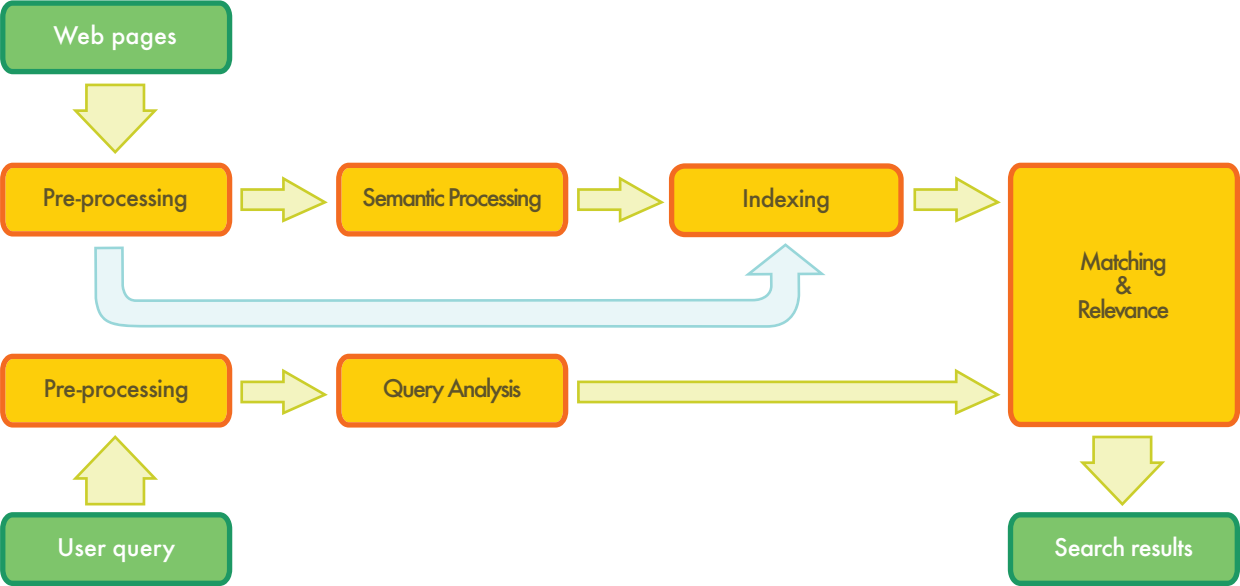 Web pages
Pre-processing
Semantic Processing
Indexing
Matching
&
Relevance
Pre-processing
Query Analysis
User query
Search results